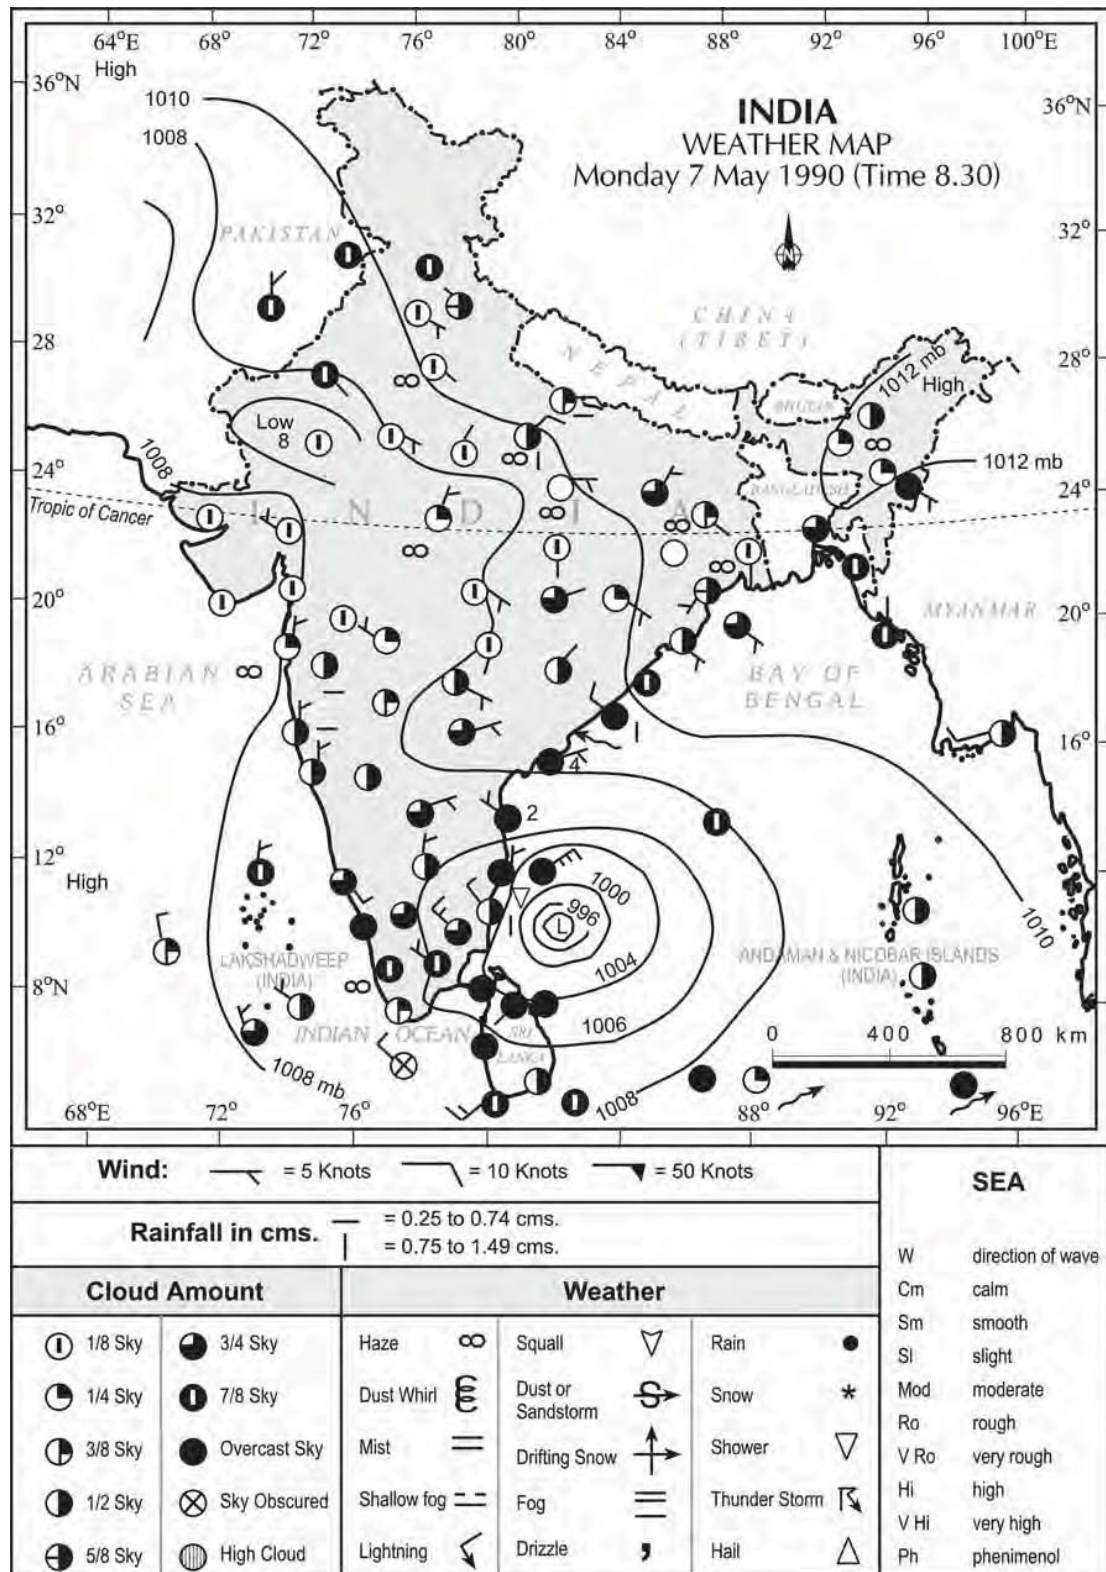 64°E 68° 72° 76° 80° 84° 88° 92° 96° 100°E
High
36°N
36°N
1010
1008
INDIA
WEATHER MAP
Monday 7 May 1990 (Time 8.30)
32°
32°
PAKISTAN
N
CHINA
(TIBET)
28
28°
NEPAL
BHUTAN
1012 mb
High
Low
8
1008
24°
24°
1012 mb
BANGLADESH
Tropic of Cancer
INDIA
20°
20°
MYANMAR
ARABIAN
SEA
BAY OF
BENGAL
16°
16°
4
2
12°
12°
High
1000
996
L
1004
1010
LAKSHADWEEP
(INDIA)
ANDAMAN & NICOBAR ISLANDS
(INDIA)
8°N
8°
1006
INDIAN OCEAN
SRI
LANKA
400 800 km
1008 mb
1008
68°E 72° 76° 88° 92° 96°E
Wind: = 5 Knots = 10 Knots = 50 Knots
Rainfall in cms. = 0.25 to 0.74 cms.
= 0.75 to 1.49 cms.
Cloud Amount
1/8 Sky 3/4 Sky
1/4 Sky 7/8 Sky
3/8 Sky Overcast Sky
1/2 Sky Sky Obscured
5/8 Sky High Cloud
Weather
Haze Squall Rain
Dust Whirl Dust or
Sandstorm Snow
Mist Drifting Snow Shower
Shallow fog Fog Thunder Storm
Lightning Drizzle Hail
SEA
W direction of wave
Cm calm
Sm smooth
Sl slight
Mod moderate
Ro rough
V Ro very rough
Hi high
V Hi very high
Ph phenimenol